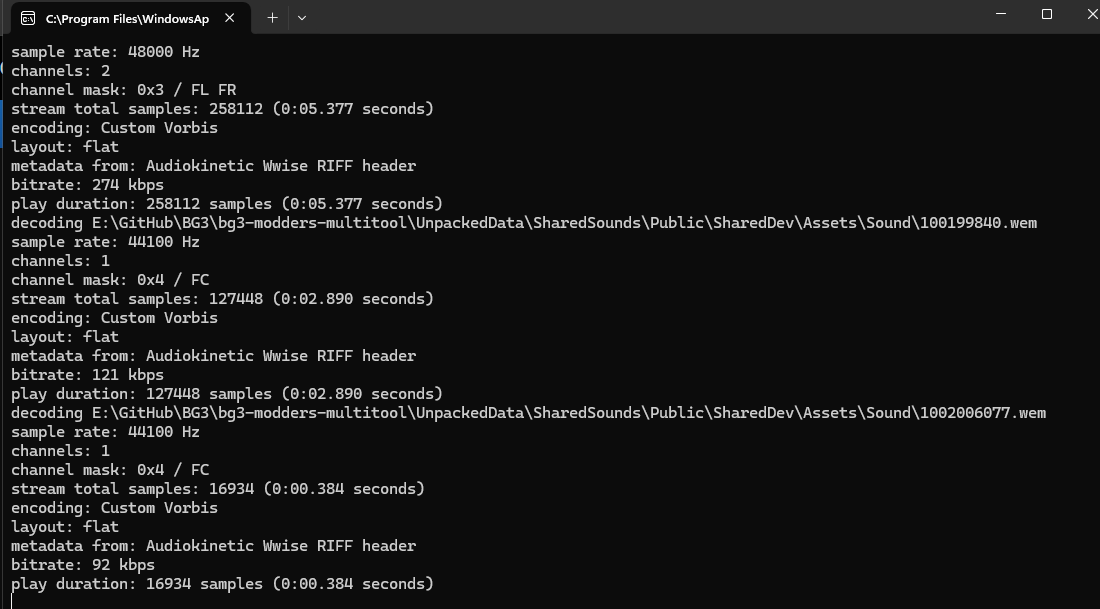 C:\Program Files\WindowsAp
sample rate: 48000 Hz
channels: 2
channel mask: 0x3 / FL FR
stream total samples: 258112 (0:05.377 seconds)
encoding: Custom Vorbis
layout: flat
metadata from: Audiokinetic Wwise RIFF header
bitrate: 274 kbps
play duration: 258112 samples (0:05.377 seconds)
decoding E:\GitHub\BG3\bg3-modders-multitool\UnpackedData\SharedSounds\Public\SharedDev\Assets\Sound\100199840.wem
sample rate: 44100 Hz
channels: 1
channel mask: 0x4 / FC
stream total samples: 127448 (0:02.890 seconds)
encoding: Custom Vorbis
layout: flat
metadata from: Audiokinetic Wwise RIFF header
bitrate: 121 kbps
play duration: 127448 samples (0:02.890 seconds)
decoding E:\GitHub\BG3\bg3-modders-multitool\UnpackedData\SharedSounds\Public\SharedDev\Assets\Sound\1002006077.wem
sample rate: 44100 Hz
channels: 1
channel mask: 0x4 / FC
stream total samples: 16934 (0:00.384 seconds)
encoding: Custom Vorbis
layout: flat
metadata from: Audiokinetic Wwise RIFF header
bitrate: 92 kbps
play duration: 16934 samples (0:00.384 seconds)